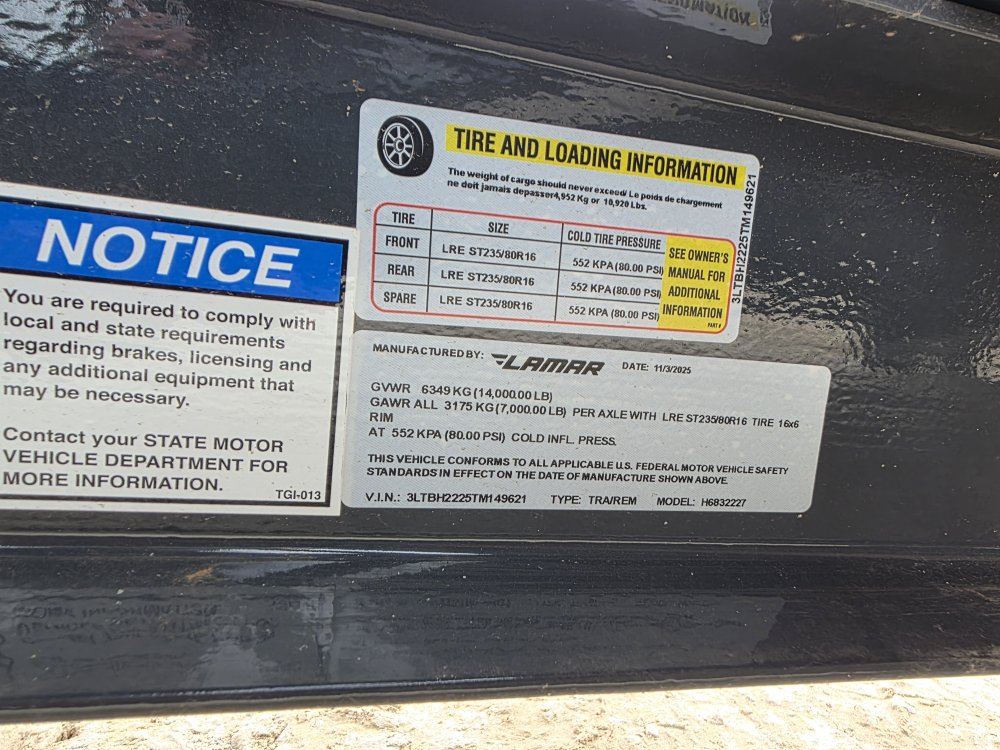 NOTICE
You are required to comply with
local and state requirements
regarding brakes, licensing and
any additional equipment that
may be necessary.
Contact your STATE MOTOR
VEHICLE DEPARTMENT FOR
MORE INFORMATION.
TGI-013
TIRE AND LOADING INFORMATION
The weight of cargo should never exceed/ Le poids de chargement
ne doit jamais depasser4,952 Kg or 10,920 Lbs.
TIRE SIZE COLD TIRE PRESSURE
FRONT LRE ST235/80R16 552 KPA (80.00 PSI)
REAR LRE ST235/80R16 552 KPA (80.00 PSI)
SPARE LRE ST235/80R16 552 KPA (80.00 PSI)
SEE OWNER'S
MANUAL FOR
ADDITIONAL
INFORMATION
PART #
3LTBH2225TM149621
MANUFACTURED BY: LAMAR DATE: 11/3/2025
GVWR 6349 KG (14,000.00 LB)
GAWR ALL 3175 KG (7,000.00 LB) PER AXLE WITH LRE ST235/80R16 TIRE 16x6
RIM
AT 552 KPA (80.00 PSI) COLD INFL. PRESS.
THIS VEHICLE CONFORMS TO ALL APPLICABLE U.S. FEDERAL MOTOR VEHICLE SAFETY
STANDARDS IN EFFECT ON THE DATE OF MANUFACTURE SHOWN ABOVE.
V.I.N.: 3LTBH2225TM149621 TYPE: TRA/REM MODEL: H6832227